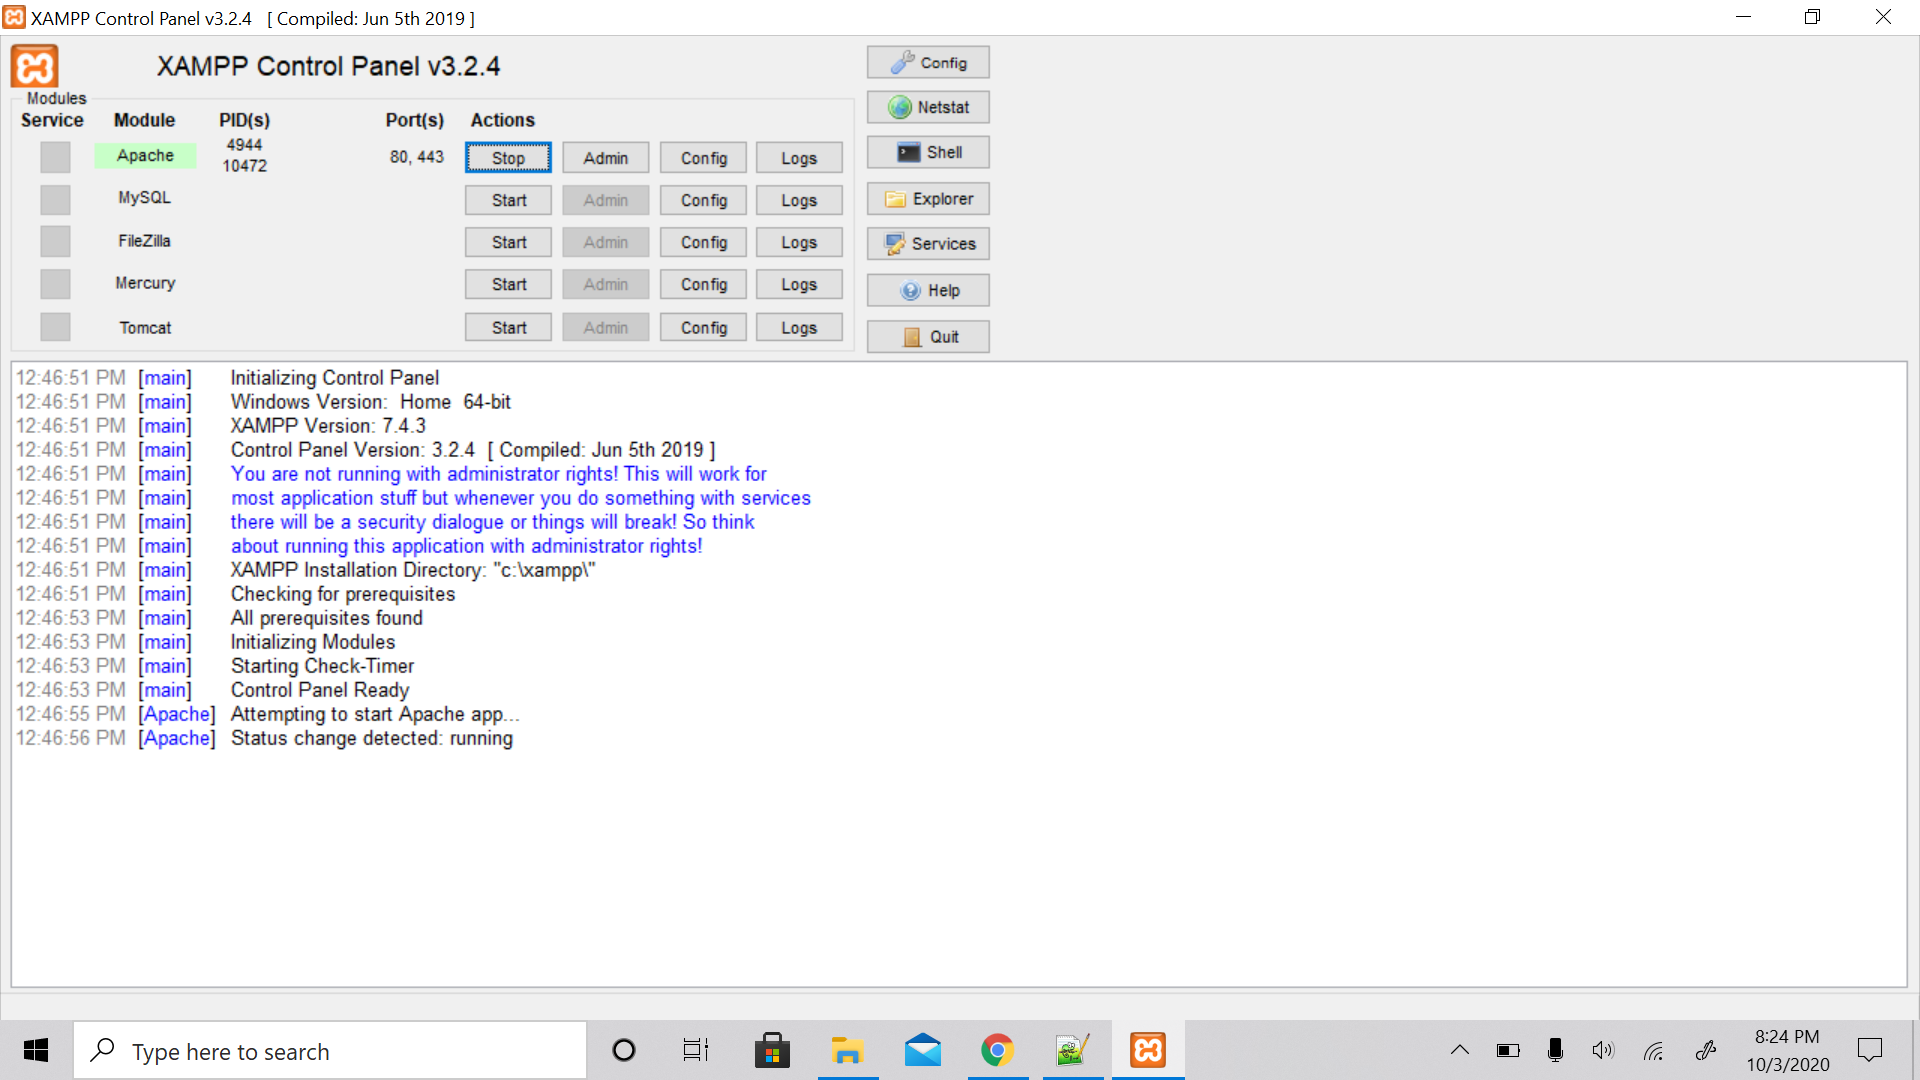 XAMPP Control Panel v3.2.4 [ Compiled: Jun 5th 2019 ]
XAMPP Control Panel v3.2.4
Modules
Service Module PID(s) Port(s) Actions
Apache 4944 10472 80, 443 Stop Admin Config Logs
MySQL Start Admin Config Logs
FileZilla Start Admin Config Logs
Mercury Start Admin Config Logs
Tomcat Start Admin Config Logs
Config
Netstat
Shell
Explorer
Services
Help
Quit
12:46:51 PM [main] Initializing Control Panel
12:46:51 PM [main] Windows Version: Home 64-bit
12:46:51 PM [main] XAMPP Version: 7.4.3
12:46:51 PM [main] Control Panel Version: 3.2.4 [ Compiled: Jun 5th 2019 ]
12:46:51 PM [main] You are not running with administrator rights! This will work for
12:46:51 PM [main] most application stuff but whenever you do something with services
12:46:51 PM [main] there will be a security dialogue or things will break! So think
12:46:51 PM [main] about running this application with administrator rights!
12:46:51 PM [main] XAMPP Installation Directory: "c:\xampp\"
12:46:51 PM [main] Checking for prerequisites
12:46:53 PM [main] All prerequisites found
12:46:53 PM [main] Initializing Modules
12:46:53 PM [main] Starting Check-Timer
12:46:53 PM [main] Control Panel Ready
12:46:55 PM [Apache] Attempting to start Apache app...
12:46:56 PM [Apache] Status change detected: running
Type here to search
8:24 PM
10/3/2020